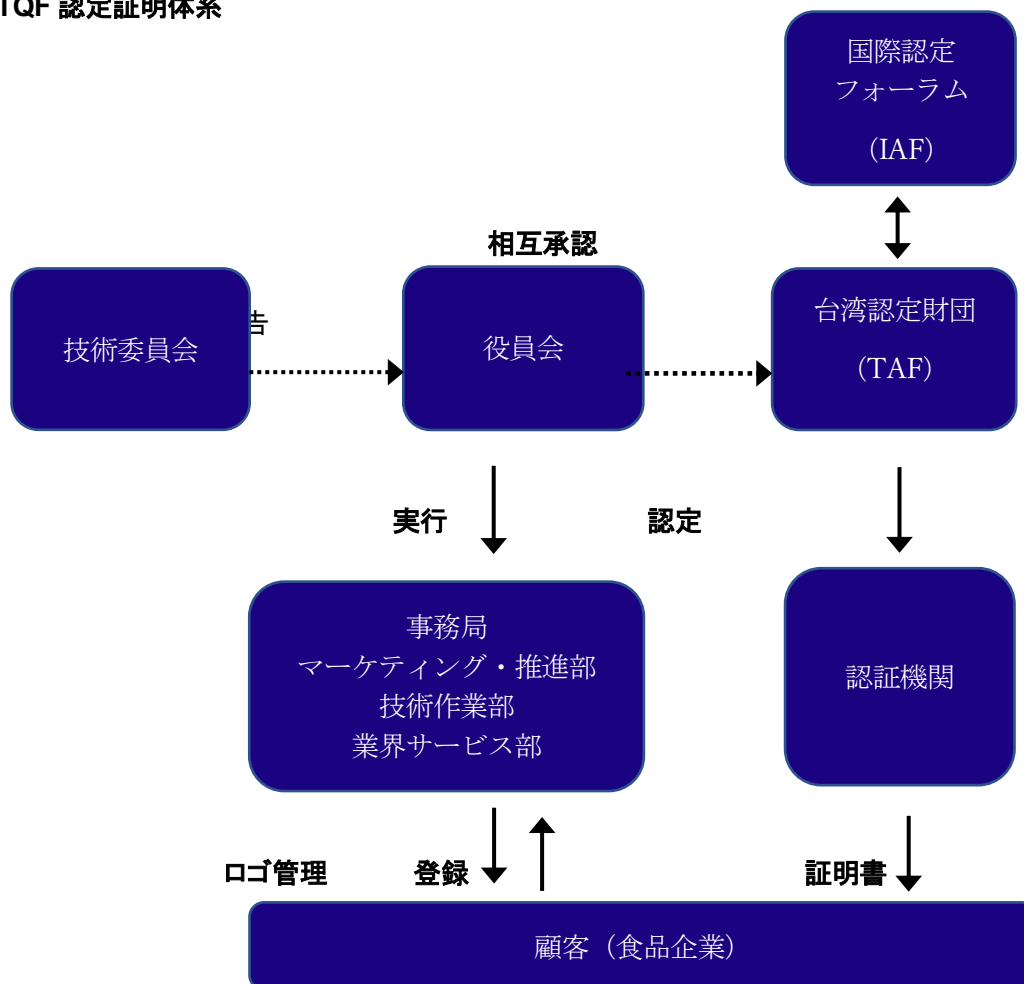 TQF 認定証明体系
国際認定
フォーラム
(IAF)
相互承認
技術委員会
告
役員会
台湾認定財団
(TAF)
実行
認定
事務局
マーケティング・推進部
技術作業部
業界サービス部
認証機関
ロゴ管理
登録
証明書
顧客（食品企業）